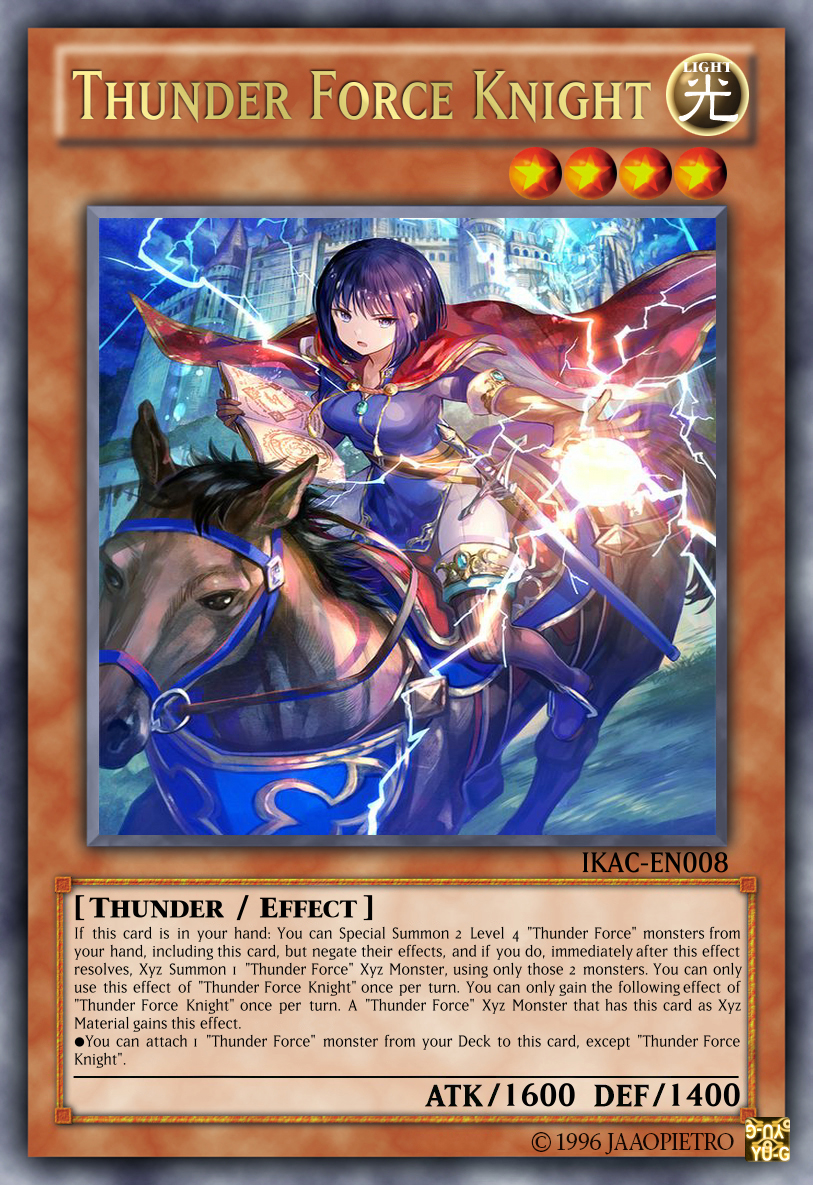 THUNDER FORCE KNIGHT
LIGHT
光
IKAC-EN008
[ THUNDER / EFFECT ]
If this card is in your hand: You can Special Summon 2 Level 4 "Thunder Force" monsters from
your hand, including this card, but negate their effects, and if you do, immediately after this effect
resolves, Xyz Summon 1 "Thunder Force" Xyz Monster, using only those 2 monsters. You can only
use this effect of "Thunder Force Knight" once per turn. You can only gain the following effect of
"Thunder Force Knight" once per turn. A "Thunder Force" Xyz Monster that has this card as Xyz
Material gains this effect.
●You can attach 1 "Thunder Force" monster from your Deck to this card, except "Thunder Force
Knight".
ATK/1600 DEF/1400
© 1996 JAAOPIETRO